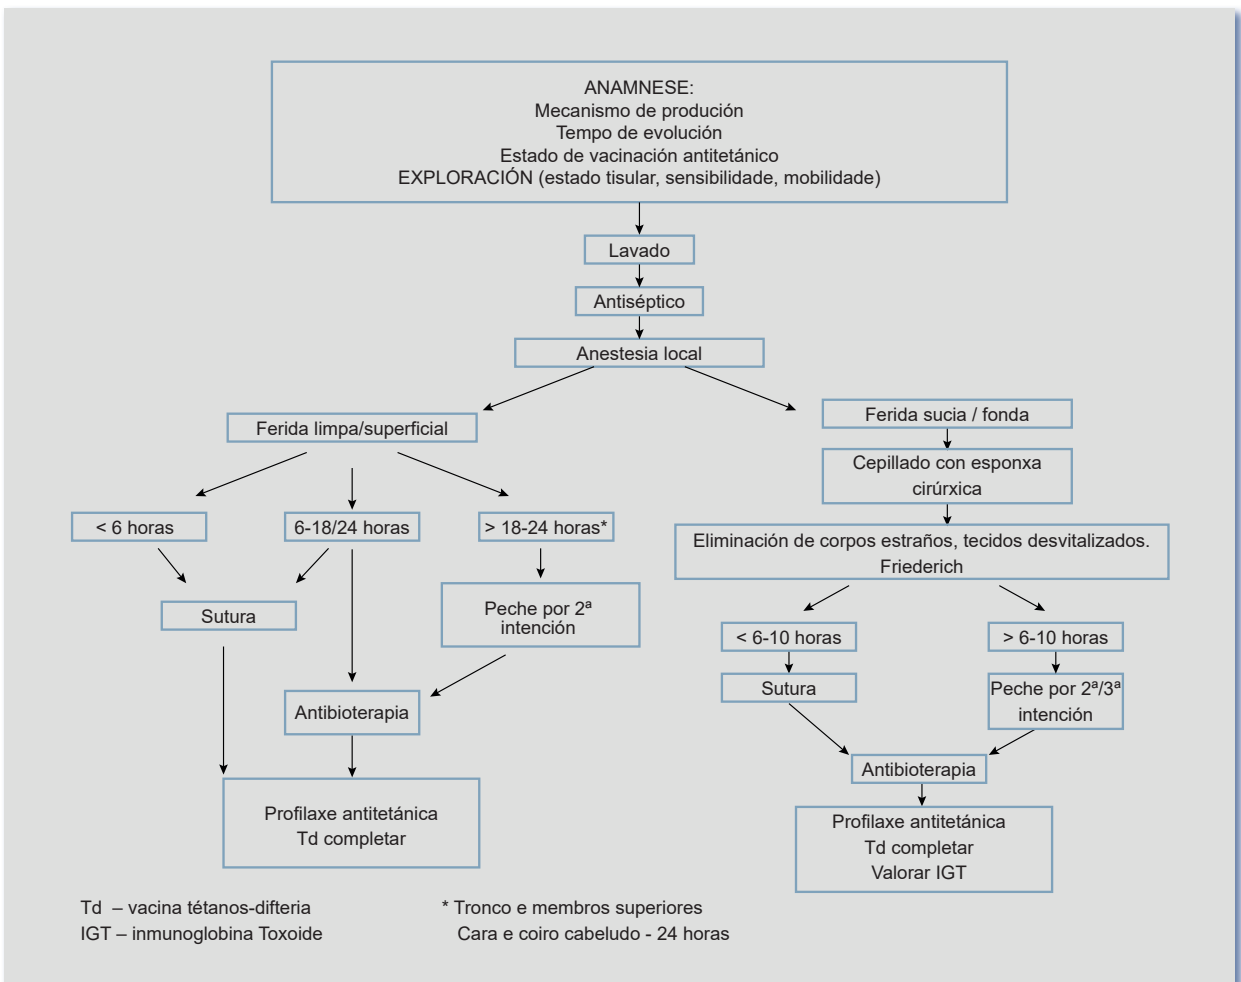 ANAMNESE:
Mecanismo de produción
Tempo de evolución
Estado de vacinación antitetánico
EXPLORACIÓN (estado tisular, sensibilidade, mobilidade)
Lavado
Antiséptico
Anestesia local
Ferida limpa/superficial
< 6 horas
6-18/24 horas
> 18-24 horas*
Sutura
Peche por 2ª
intención
Antibioterapia
Profilaxe antitetánica
Td completar
Ferida sucia / fonda
Cepillado con esponxa
cirúrxica
Eliminación de corpos estraños, tecidos desvitalizados.
Friederich
< 6-10 horas
> 6-10 horas
Sutura
Peche por 2ª/3ª
intención
Antibioterapia
Profilaxe antitetánica
Td completar
Valorar IGT
Td – vacina tétanos-difteria
IGT – inmunoglobina Toxoide
* Tronco e membros superiores
Cara e coiro cabeludo - 24 horas